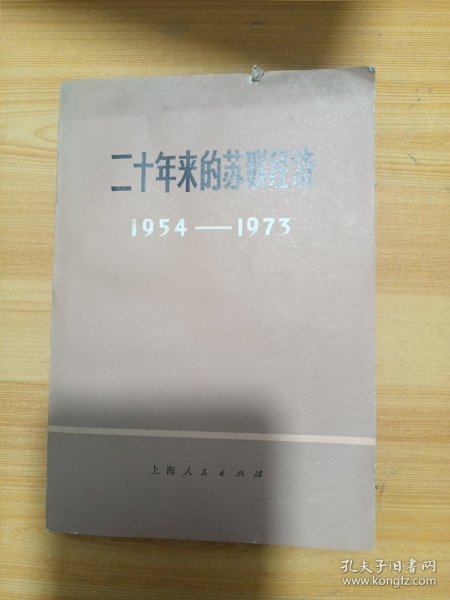 二十年来的苏联经济
1954—1973
上海人民出版社
孔夫子旧书网
www.kongfz.com